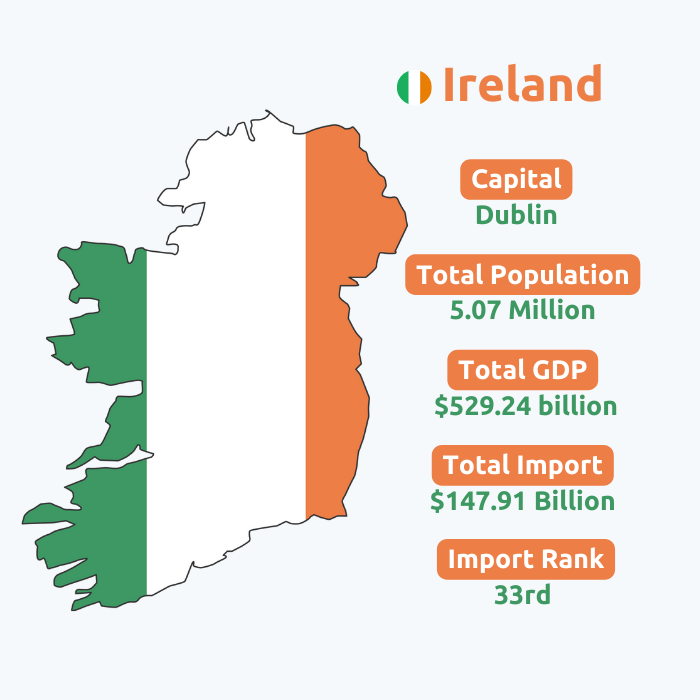 Ireland
Capital
Dublin
Total Population
5.07 Million
Total GDP
$529.24 billion
Total Import
$147.91 Billion
Import Rank
33rd